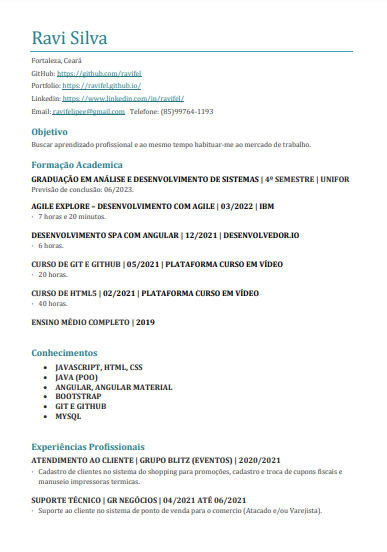 Ravi Silva
Fortaleza, Ceará
GitHub: https://github.com/ravifel
Portfolio: https://ravifel.github.io/
Linkedin: https://www.linkedin.com/in/ravifel/
Email: ravifelipee@gmail.com Telefone: (85)99764-1193
Objetivo
Buscar aprendizado profissional e ao mesmo tempo habituar-me ao mercado de trabalho.
Formação Academica
GRADUAÇÃO EM ANÁLISE E DESENVOLVIMENTO DE SISTEMAS | 4º SEMESTRE | UNIFOR
Previsão de conclusão: 06/2023.
AGILE EXPLORE – DESENVOLVIMENTO COM AGILE | 03/2022 | IBM
· 7 horas e 20 minutos.
DESENVOLVIMENTO SPA COM ANGULAR | 12/2021 | DESENVOLVEDOR.IO
· 6 horas.
CURSO DE GIT E GITHUB | 05/2021 | PLATAFORMA CURSO EM VÍDEO
· 20 horas.
CURSO DE HTML5 | 02/2021 | PLATAFORMA CURSO EM VÍDEO
· 40 horas.
ENSINO MÉDIO COMPLETO | 2019
Conhecimentos
• JAVASCRIPT, HTML, CSS
• JAVA (POO)
• ANGULAR, ANGULAR MATERIAL
• BOOTSTRAP
• GIT E GITHUB
• MYSQL
Experiências Profissionais
ATENDIMENTO AO CLIENTE | GRUPO BLITZ (EVENTOS) | 2020/2021
· Cadastro de clientes no sistema do shopping para promoções, cadastro e troca de cupons fiscais e
manuseio impressoras termicas.
SUPORTE TÉCNICO | GR NEGÓCIOS | 04/2021 ATÉ 06/2021
· Suporte ao cliente no sistema de ponto de venda para o comercio (Atacado e/ou Varejista).